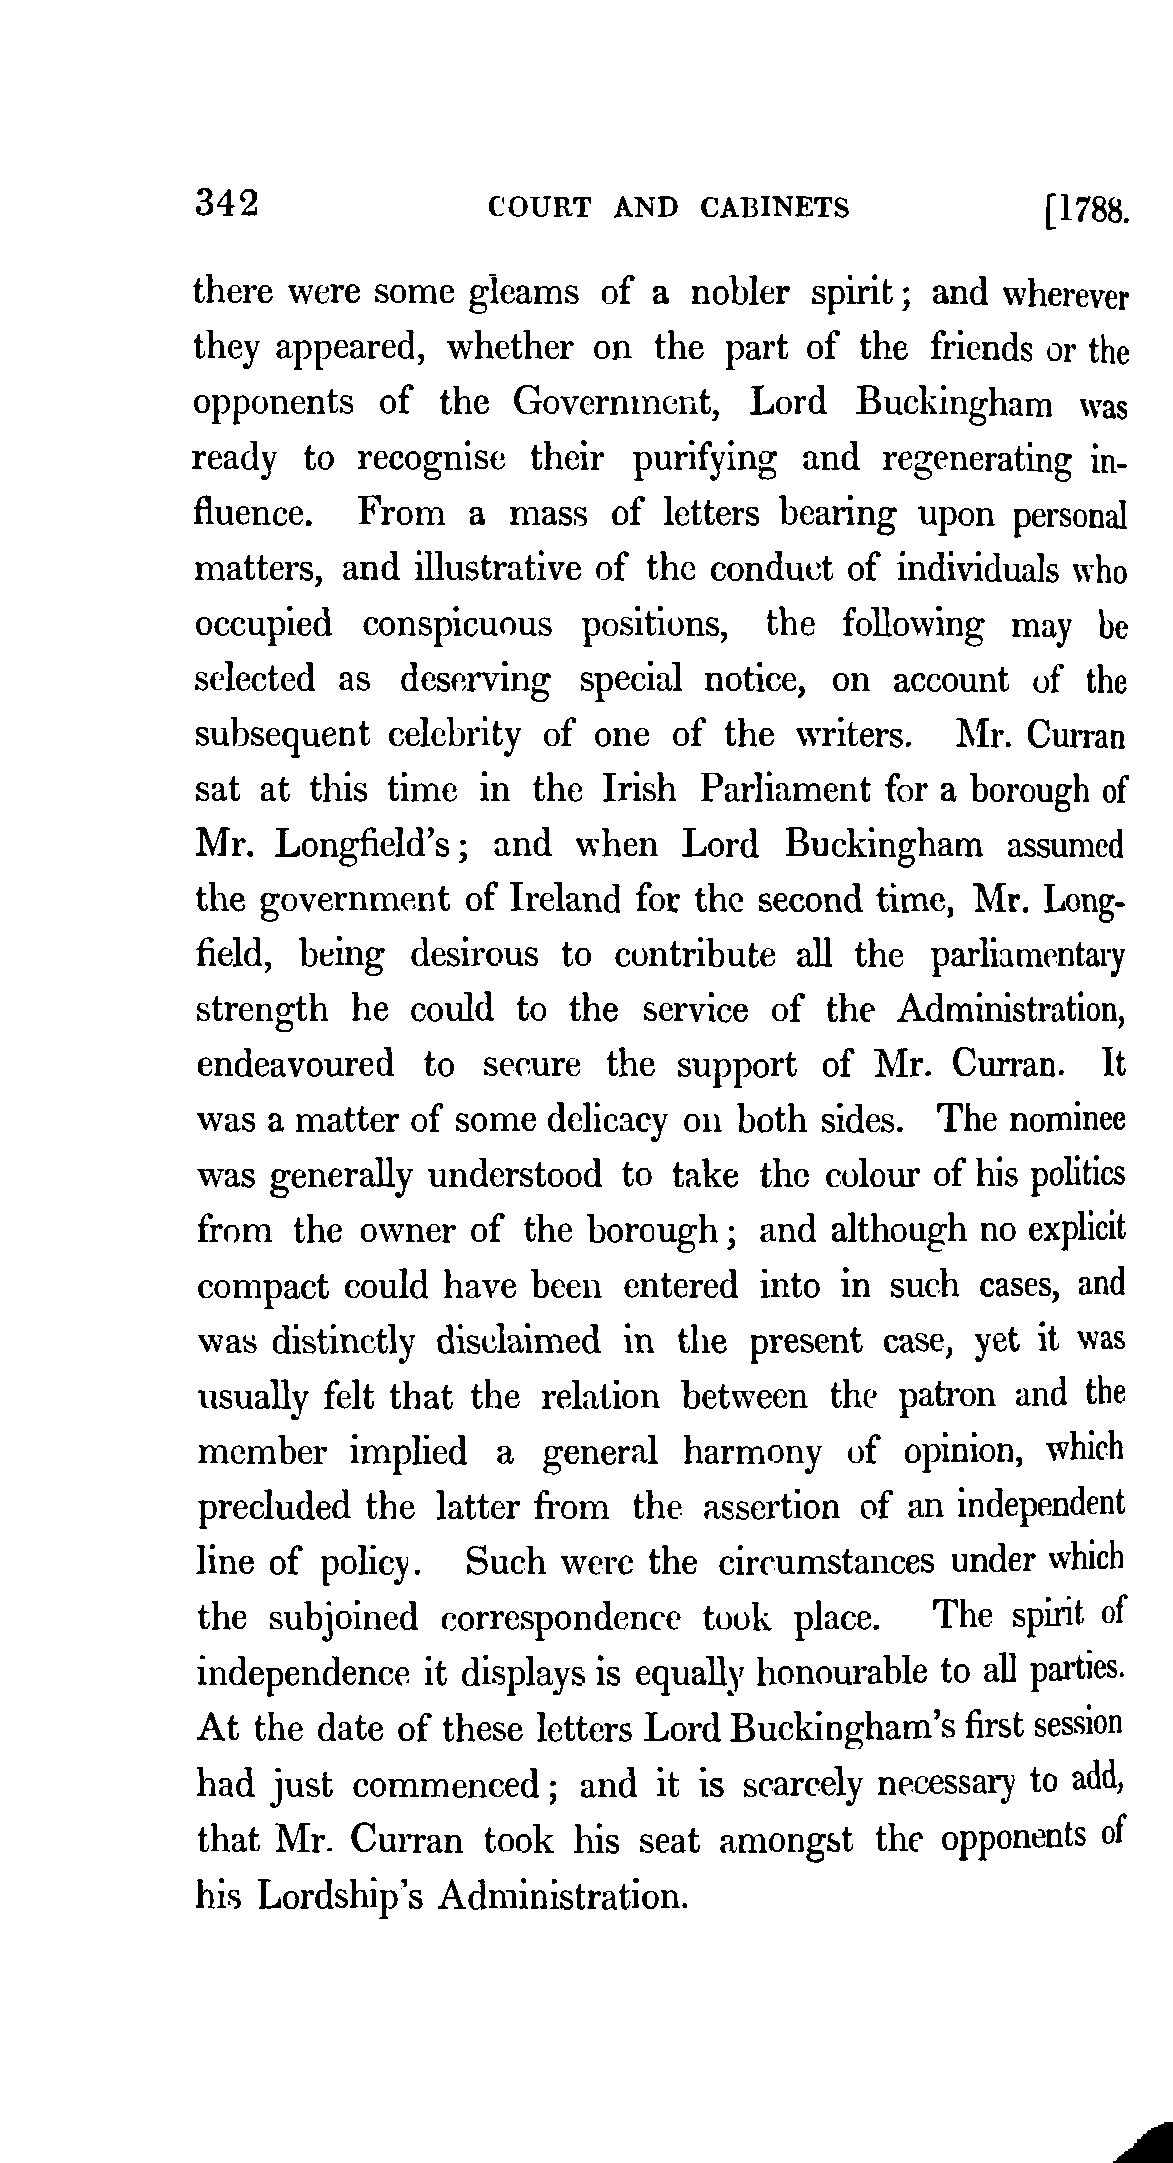 342 COURT AND CABINETS [1788.
there were some gleams of a nobler spirit; and wherever
they appeared, whether on the part of the friends or the
opponents of the Government, Lord Buckingham was
ready to recognise their purifying and regenerating in-
fluence. From a mass of letters bearing upon personal
matters, and illustrative of the conduct of individuals who
occupied conspicuous positions, the following may be
selected as deserving special notice, on account of the
subsequent celebrity of one of the writers. Mr. Curran
sat at this time in the Irish Parliament for a borough of
Mr. Longfield's; and when Lord Buckingham assumed
the government of Ireland for the second time, Mr. Long-
field, being desirous to contribute all the parliamentary
strength he could to the service of the Administration,
endeavoured to secure the support of Mr. Curran. It
was a matter of some delicacy on both sides. The nominee
was generally understood to take the colour of his politics
from the owner of the borough; and although no explicit
compact could have been entered into in such cases, and
was distinctly disclaimed in the present case, yet it was
usually felt that the relation between the patron and the
member implied a general harmony of opinion, which
precluded the latter from the assertion of an independent
line of policy. Such were the circumstances under which
the subjoined correspondence took place. The spirit of
independence it displays is equally honourable to all parties.
At the date of these letters Lord Buckingham's first session
had just commenced; and it is scarcely necessary to add,
that Mr. Curran took his seat amongst the opponents of
his Lordship's Administration.